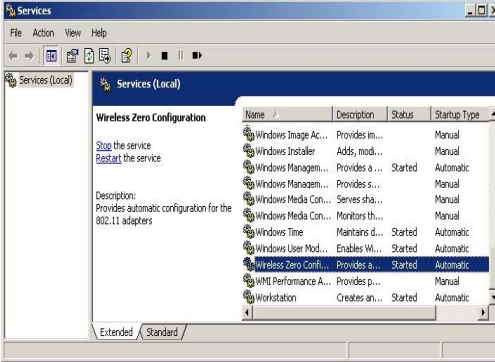 Services
File Action View Help
Services (Local)
Services (Local)
Wireless Zero Configuration
Stop the service
Restart the service
Description:
Provides automatic configuration for the
802.11 adapters
Name Description Status Startup Type
Windows Image Ac... Provides im... Manual
Windows Installer Adds, modi... Manual
Windows Managem... Provides a ... Started Automatic
Windows Managem... Provides s... Manual
Windows Media Con... Serves sha... Manual
Windows Media Con... Monitors th... Manual
Windows Time Maintains d... Started Automatic
Windows User Mod... Enables Wi... Started Automatic
Wireless Zero Confi... Provides a... Started Automatic
WMI Performance A... Provides p... Manual
Workstation Creates an... Started Automatic
Extended Standard